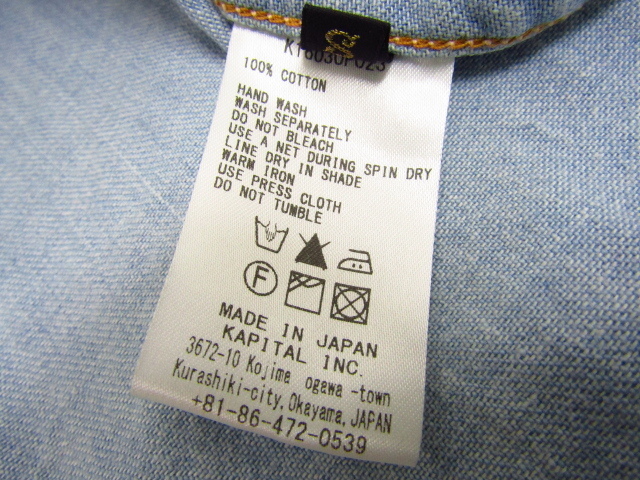 100% COTTON
HAND WASH
WASH SEPARATELY
DO NOT BLEACH
USE A NET DURING SPIN DRY
LINE DRY IN SHADE
WARM IRON
USE PRESS CLOTH
DO NOT TUMBLE
F
MADE IN JAPAN
KAPITAL INC.
3672-10 Kojima ogawa-town
Kurashiki-city, Okayama, JAPAN
+81-86-472-0539